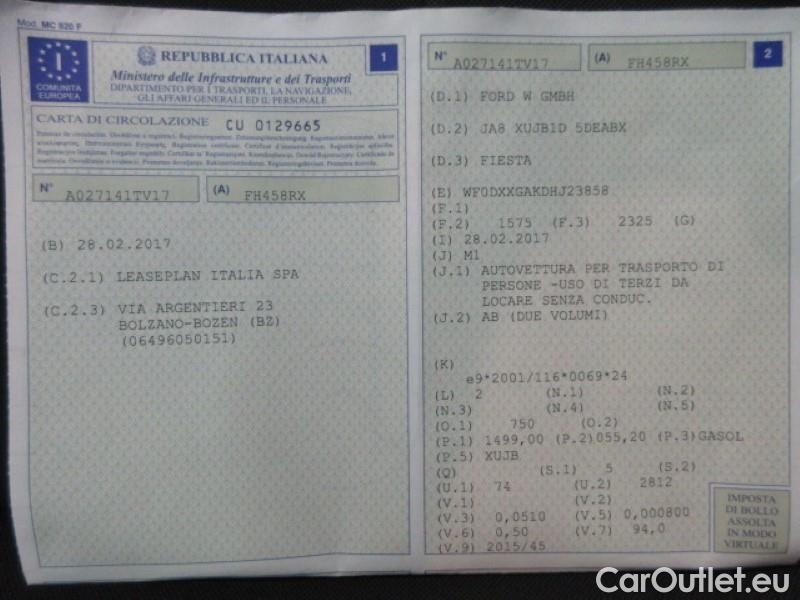 Mod. MC 820 F
I
COMUNITA'
EUROPEA
REPUBBLICA ITALIANA
1
Ministero delle Infrastrutture e dei Trasporti
DIPARTIMENTO PER I TRASPORTI, LA NAVIGAZIONE,
GLI AFFARI GENERALI ED IL PERSONALE
CARTA DI CIRCOLAZIONE CU 0129665
N° A027141TV17 (A) FH458RX
(B) 28.02.2017
(C.2.1) LEASEPLAN ITALIA SPA
(C.2.3) VIA ARGENTIERI 23
BOLZANO-BOZEN (BZ)
(06496050151)
N° A027141TV17 (A) FH458RX 2
(D.1) FORD W GMBH
(D.2) JA8 XUJB1D 5DEABX
(D.3) FIESTA
(E) WF0DXXGAKDHJ23858
(F.1)
(F.2) 1575 (F.3) 2325 (G)
(I) 28.02.2017
(J) M1
(J.1) AUTOVETTURA PER TRASPORTO DI
PERSONE -USO DI TERZI DA
LOCARE SENZA CONDUC.
(J.2) AB (DUE VOLUMI)
(K)
e9*2001/116*0069*24
(L) 2 (N.1) (N.2)
(N.3) (N.4) (N.5)
(O.1) 750 (O.2)
(P.1) 1499,00 (P.2)055,20 (P.3)GASOL
(P.5) XUJB
(Q) (S.1) 5 (S.2)
(U.1) 74 (U.2) 2812
(V.1) (V.2)
(V.3) 0,0510 (V.5) 0,000800
(V.6) 0,50 (V.7) 94,0
(V.9) 2015/45
IMPOSTA
DI BOLLO
ASSOLTA
IN MODO
VIRTUALE
CarOutlet.eu